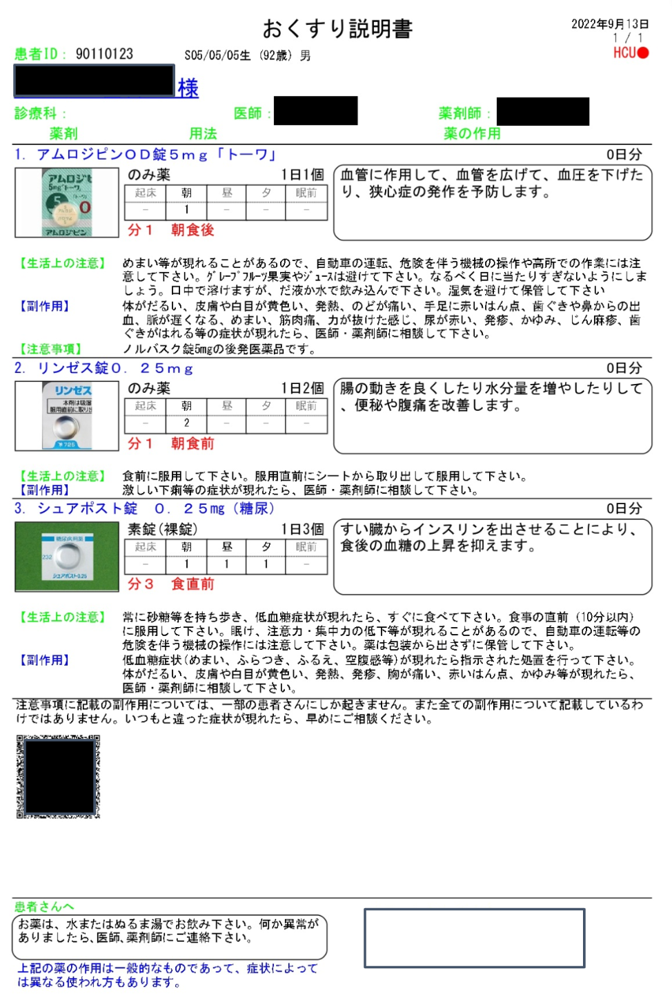 おくすり説明書
2022年9月13日
1 / 1
HCU●
患者ID： 90110123 S05/05/05生（92歳）男
様
診療科： 医師： 薬剤師：
薬剤 用法 薬の作用
1. アムロジピンＯＤ錠５ｍｇ「トーワ」 0日分
アムロジピ
5mg「トーワ」
5
アムロジピン
のみ薬 1日1個
起床 朝 昼 夕 眠前
－ 1 － － －
分１ 朝食後
血管に作用して、血管を広げて、血圧を下げた
り、狭心症の発作を予防します。
【生活上の注意】 めまい等が現れることがあるので、自動車の運転、危険を伴う機械の操作や高所での作業には注
意して下さい。ｸﾞﾚｰﾌﾟﾌﾙｰﾂ果実やｼﾞｭｰｽは避けて下さい。なるべく日に当たりすぎないようにしま
しょう。口中で溶けますが、だ液か水で飲み込んで下さい。湿気を避けて保管して下さい
【副作用】 体がだるい、皮膚や白目が黄色い、発熱、のどが痛い、手足に赤いはん点、歯ぐきや鼻からの出
血、脈が遅くなる、めまい、筋肉痛、力が抜けた感じ、尿が赤い、発疹、かゆみ、じん麻疹、歯
ぐきがはれる等の症状が現れたら、医師・薬剤師に相談して下さい。
【注意事項】 ノルバスク錠5mgの後発医薬品です。
2. リンゼス錠０．２５ｍｇ 0日分
リンゼス
本剤は吸湿
服用直前に取り出
のみ薬 1日2個
起床 朝 昼 夕 眠前
－ 2 － － －
分１ 朝食前
腸の動きを良くしたり水分量を増やしたりして
、便秘や腹痛を改善します。
【生活上の注意】 食前に服用して下さい。服用直前にシートから取り出して服用して下さい。
【副作用】 激しい下痢等の症状が現れたら、医師・薬剤師に相談して下さい。
3. シュアポスト錠 ０．２５mg（糖尿） 0日分
糖尿病用薬
232
シュアポスト0.25
素錠(裸錠) 1日3個
起床 朝 昼 夕 眠前
－ 1 1 1 －
分３ 食直前
すい臓からインスリンを出させることにより、
食後の血糖の上昇を抑えます。
【生活上の注意】 常に砂糖等を持ち歩き、低血糖症状が現れたら、すぐに食べて下さい。食事の直前（10分以内）
に服用して下さい。眠け、注意力・集中力の低下等が現れることがあるので、自動車の運転等の
危険を伴う機械の操作には注意して下さい。薬は包装から出さずに保管して下さい。
【副作用】 低血糖症状(めまい、ふらつき、ふるえ、空腹感等)が現れたら指示された処置を行って下さい。
体がだるい、皮膚や白目が黄色い、発熱、発疹、胸が痛い、赤いはん点、かゆみ等が現れたら、
医師・薬剤師に相談して下さい。
注意事項に記載の副作用については、一部の患者さんにしか起きません。また全ての副作用について記載しているわ
けではありません。いつもと違った症状が現れたら、早めにご相談ください。
患者さんへ
お薬は、水またはぬるま湯でお飲み下さい。何か異常が
ありましたら､医師､薬剤師にご連絡下さい。
上記の薬の作用は一般的なものであって、症状によって
は異なる使われ方もあります。